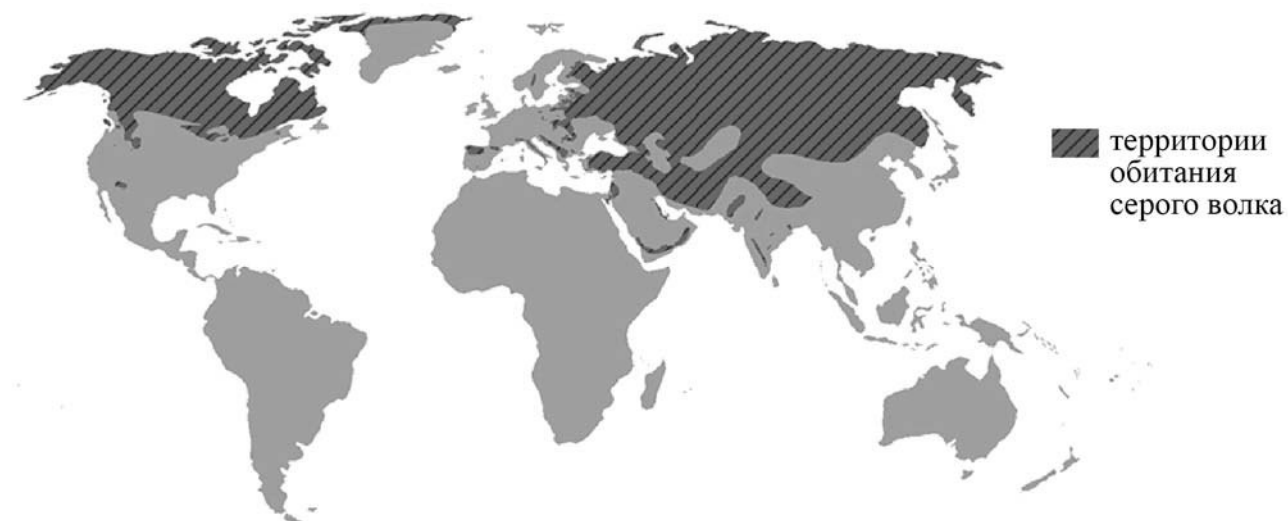 территории
обитания
серого волка